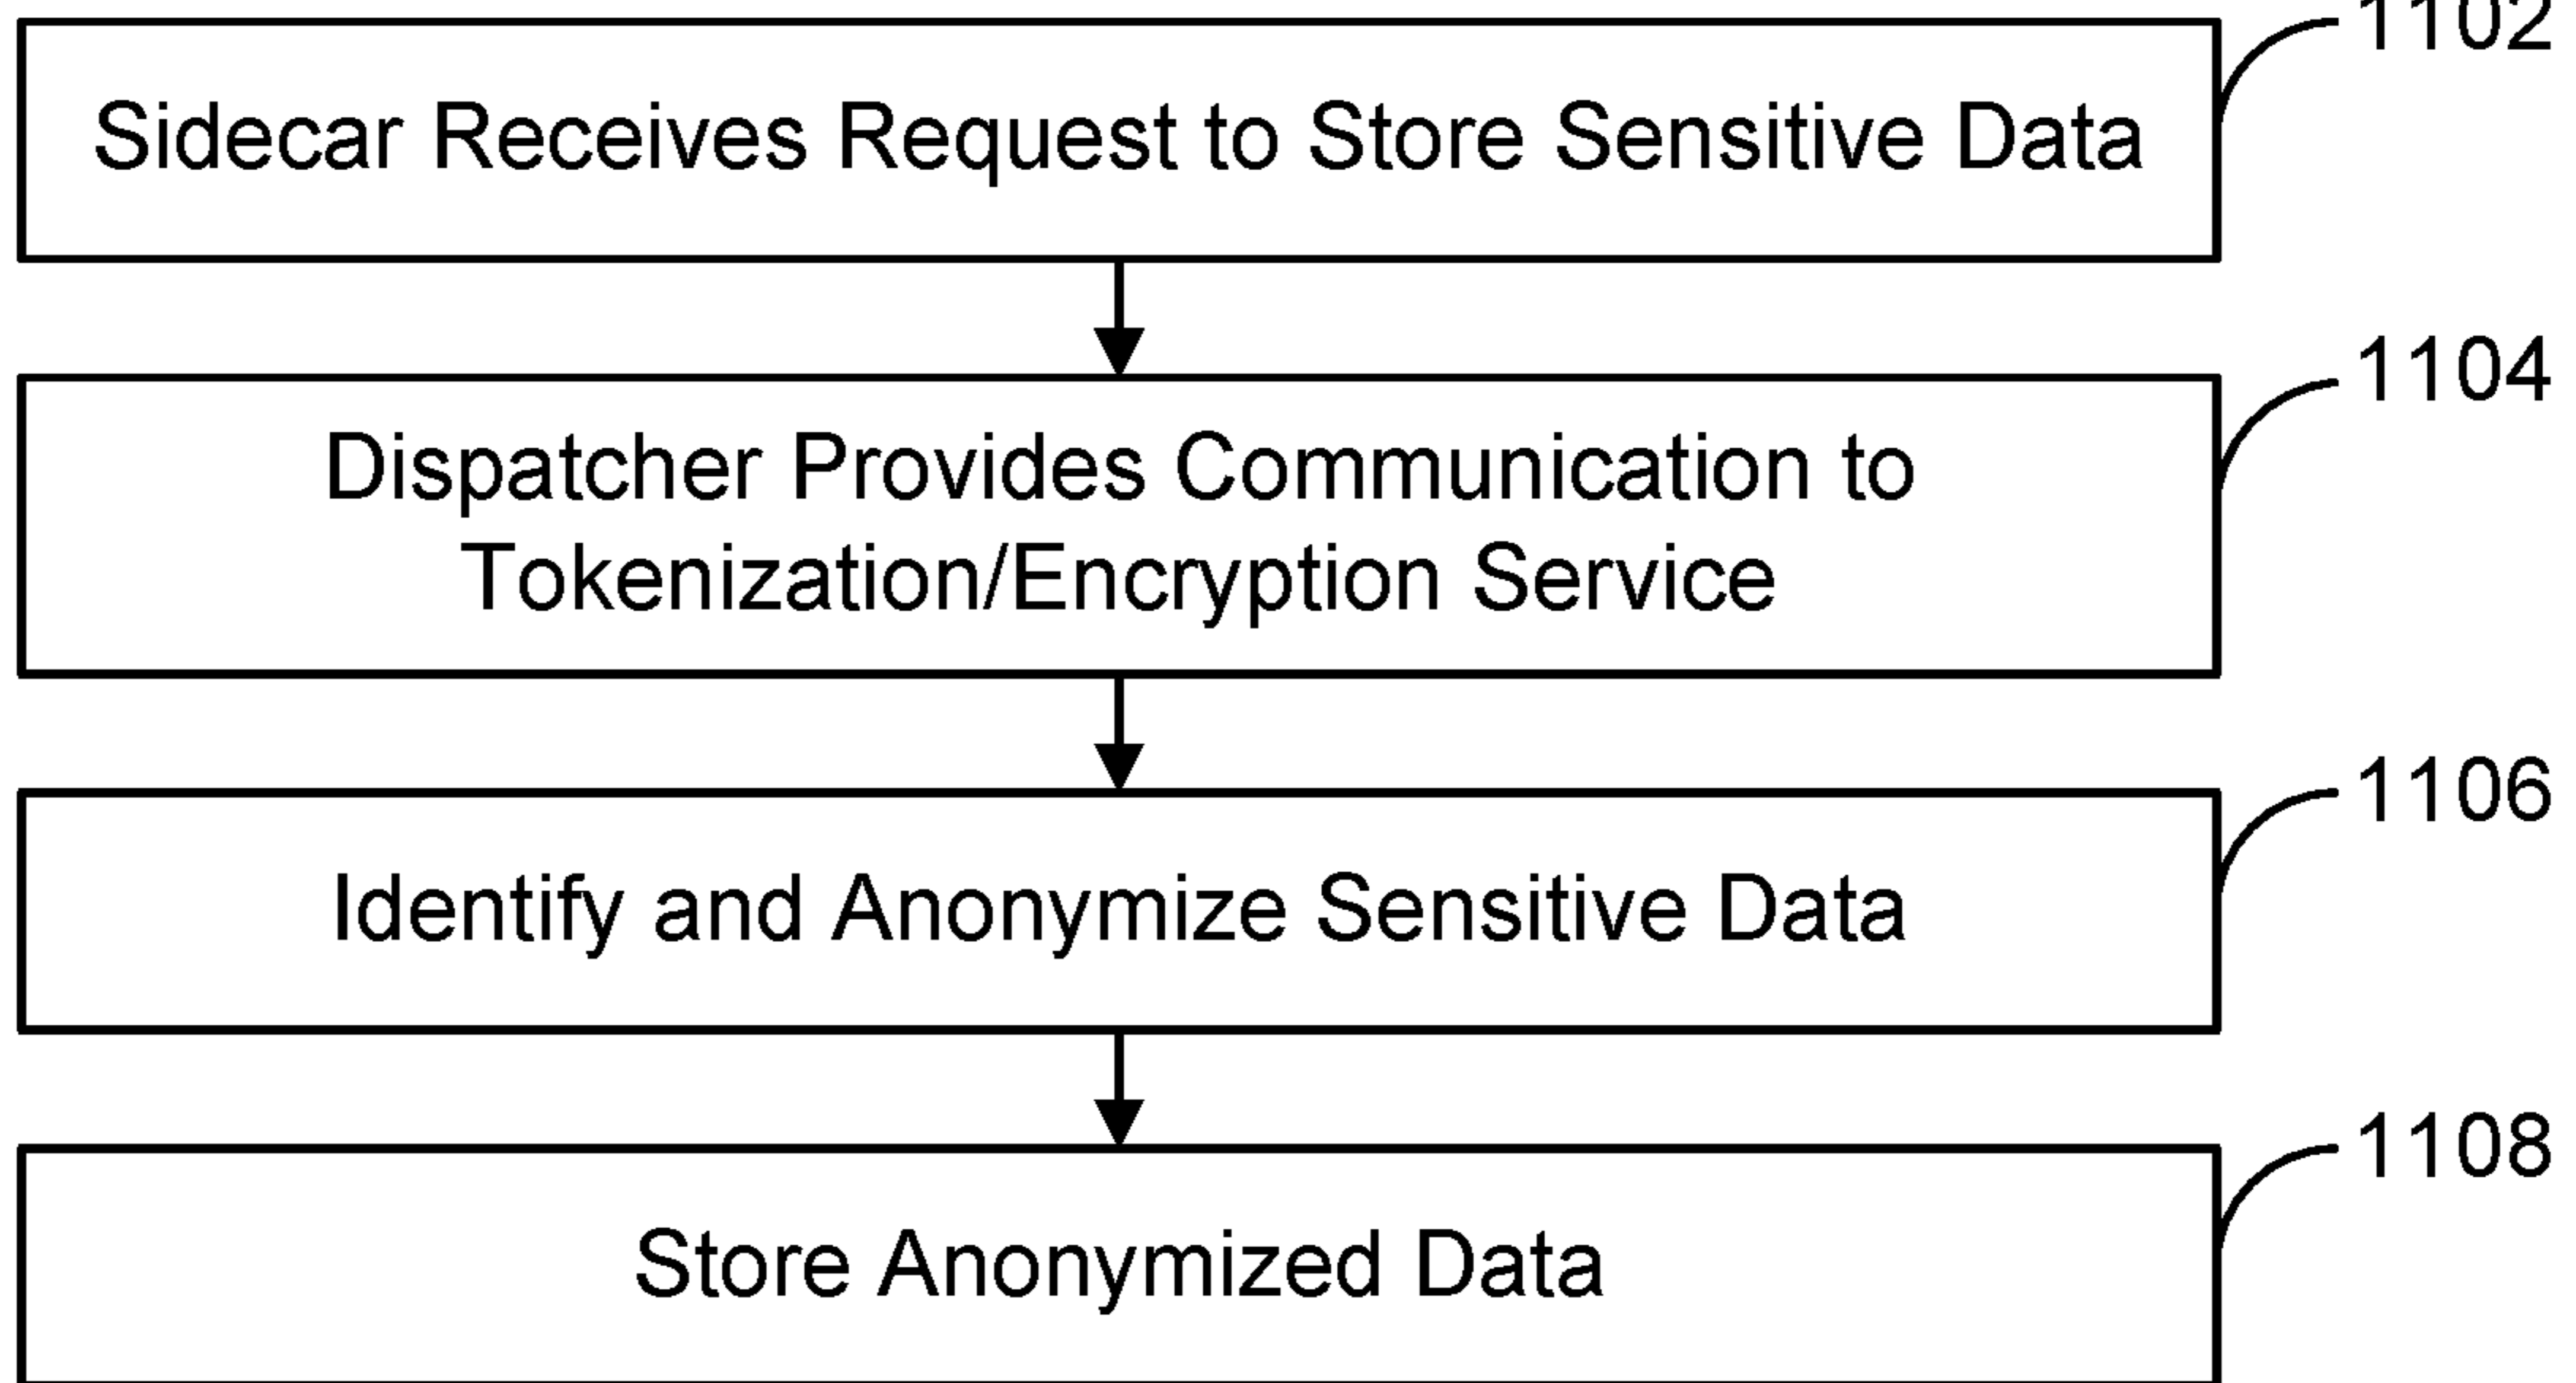 1102
Sidecar Receives Request to Store Sensitive Data
1104
Dispatcher Provides Communication to
Tokenization/Encryption Service
1106
Identify and Anonymize Sensitive Data
1108
Store Anonymized Data